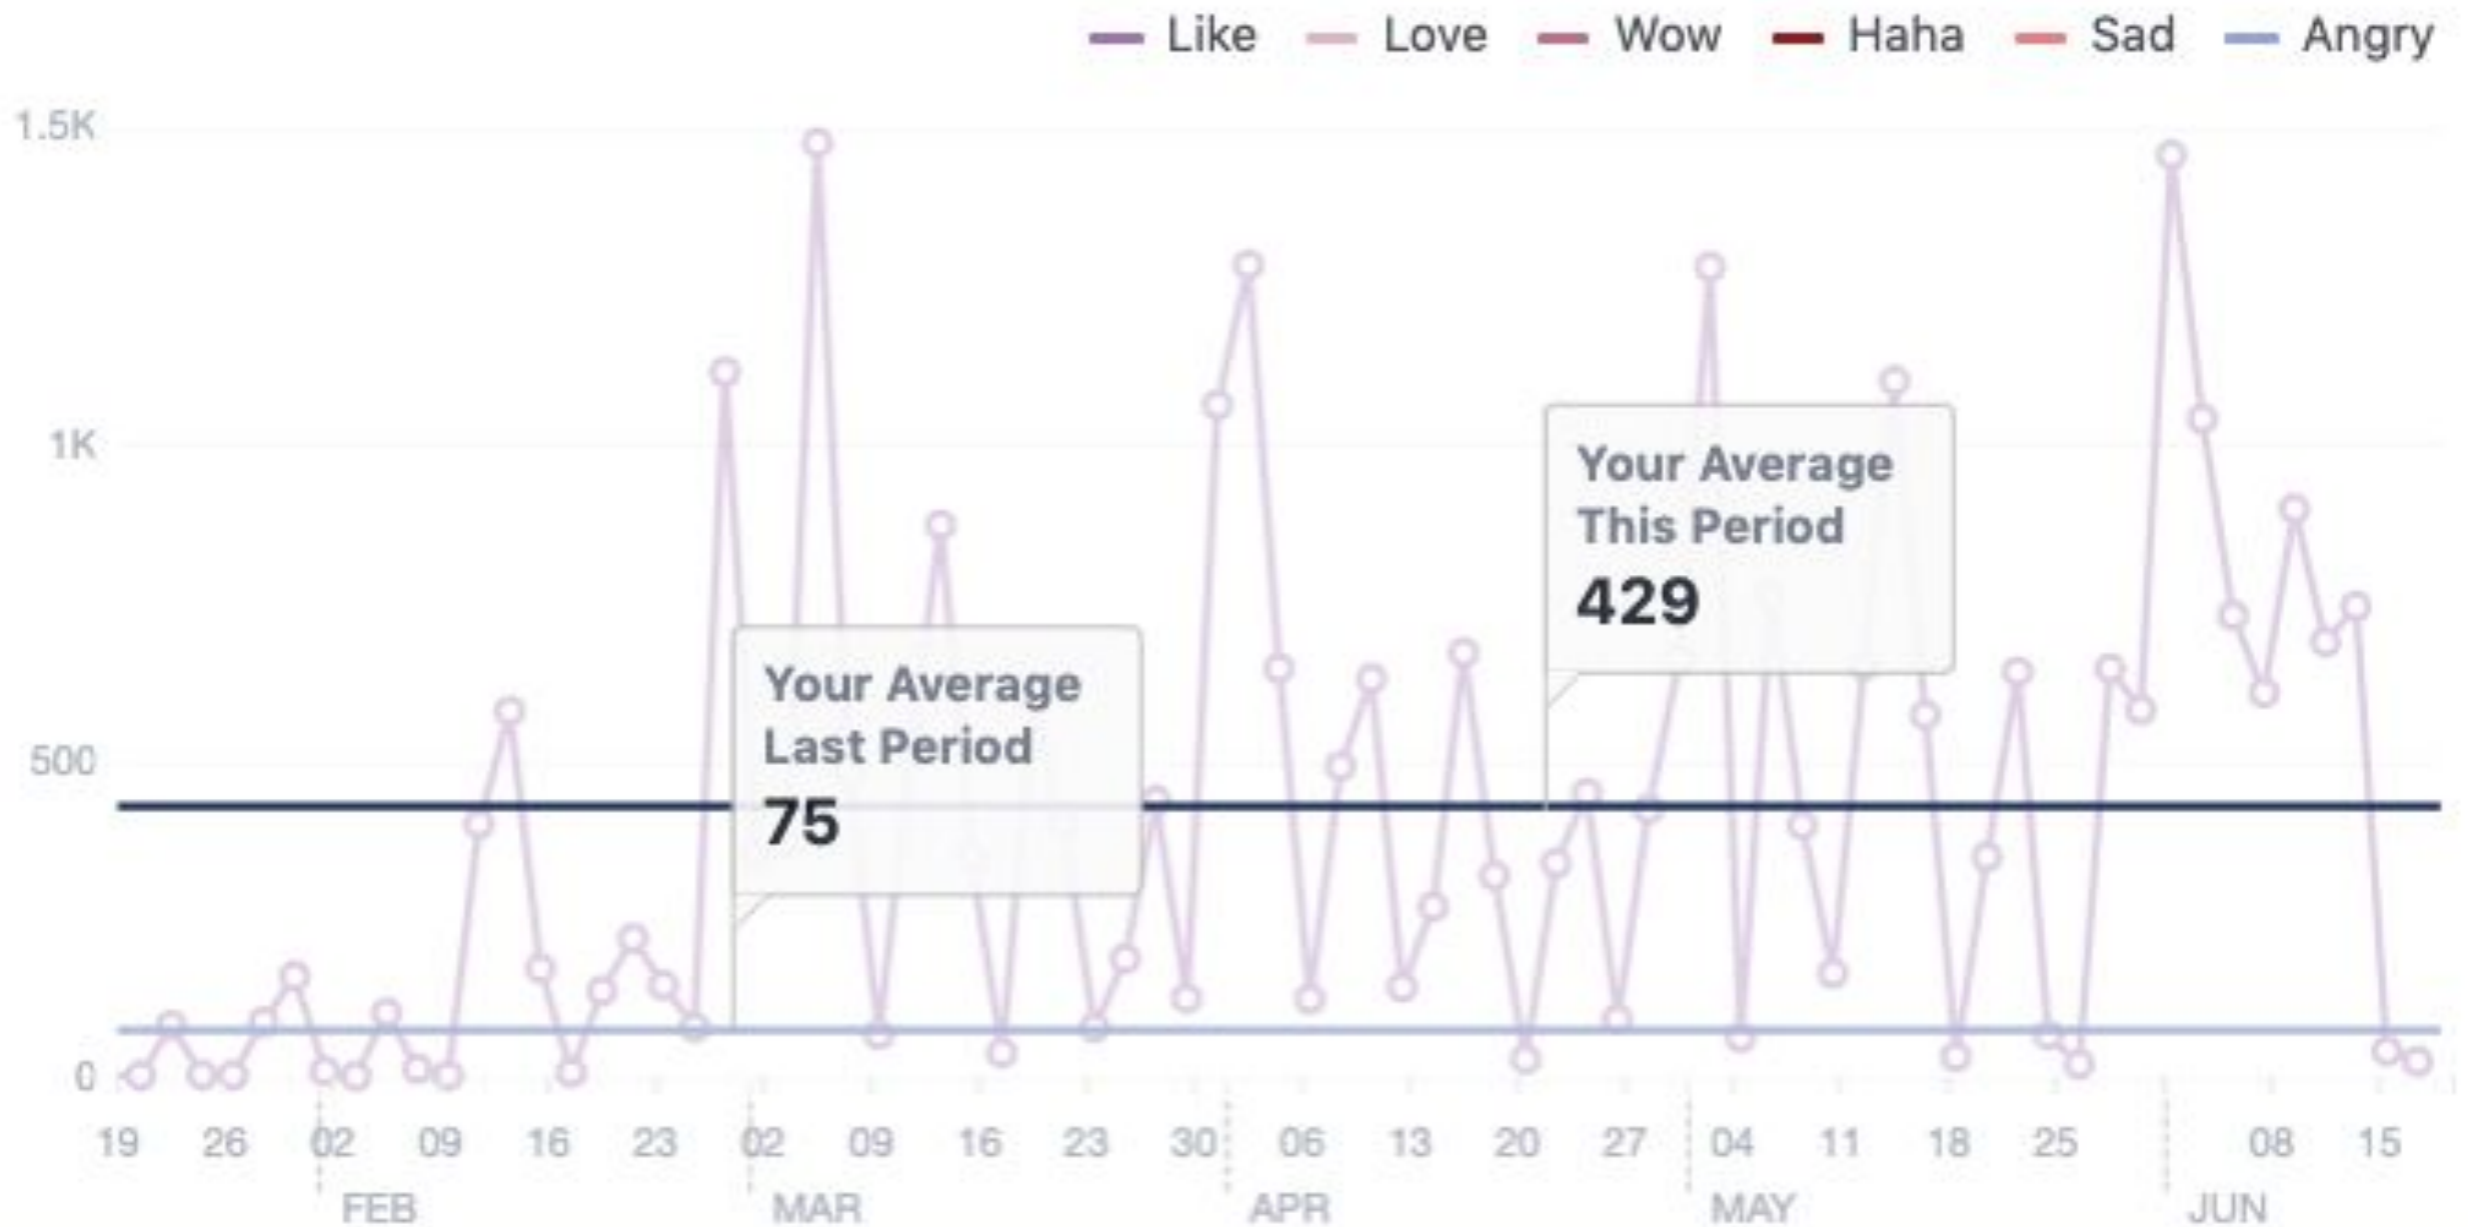 Like Love Wow Haha Sad Angry
1.5K
1K
Your Average
This Period
429
Your Average
Last Period
75
500
0
19 26 02 09 16 23 02 09 16 23 30 06 13 20 27 04 11 18 25 08 15
FEB MAR APR MAY JUN